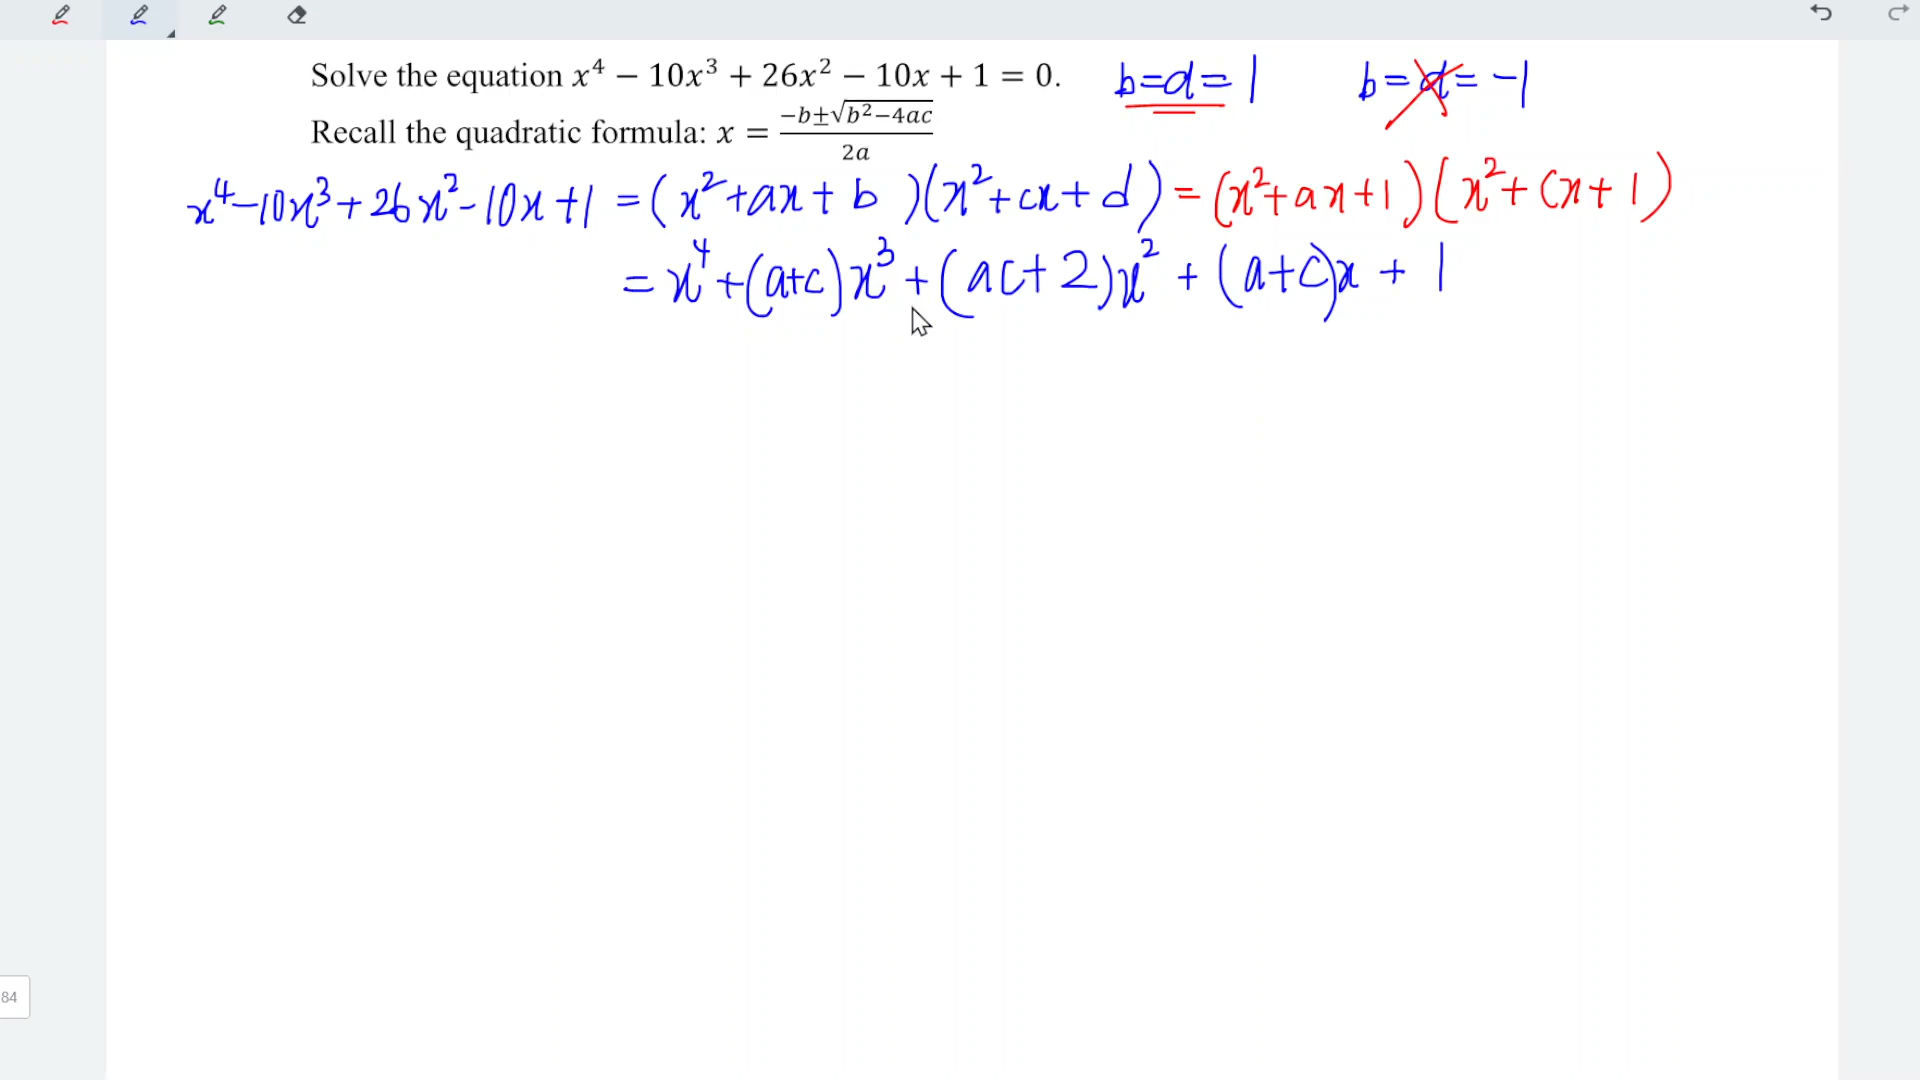 Solve the equation x⁴ − 10x³ + 26x² − 10x + 1 = 0. b=d=1 b=d=-1
Recall the quadratic formula: x = (−b±√(b²−4ac))/2a
x⁴-10x³+26x²-10x+1 = (x²+ax+b)(x²+cx+d) = (x²+ax+1)(x²+cx+1)
= x⁴+(a+c)x³+(ac+2)x²+(a+c)x+1
84